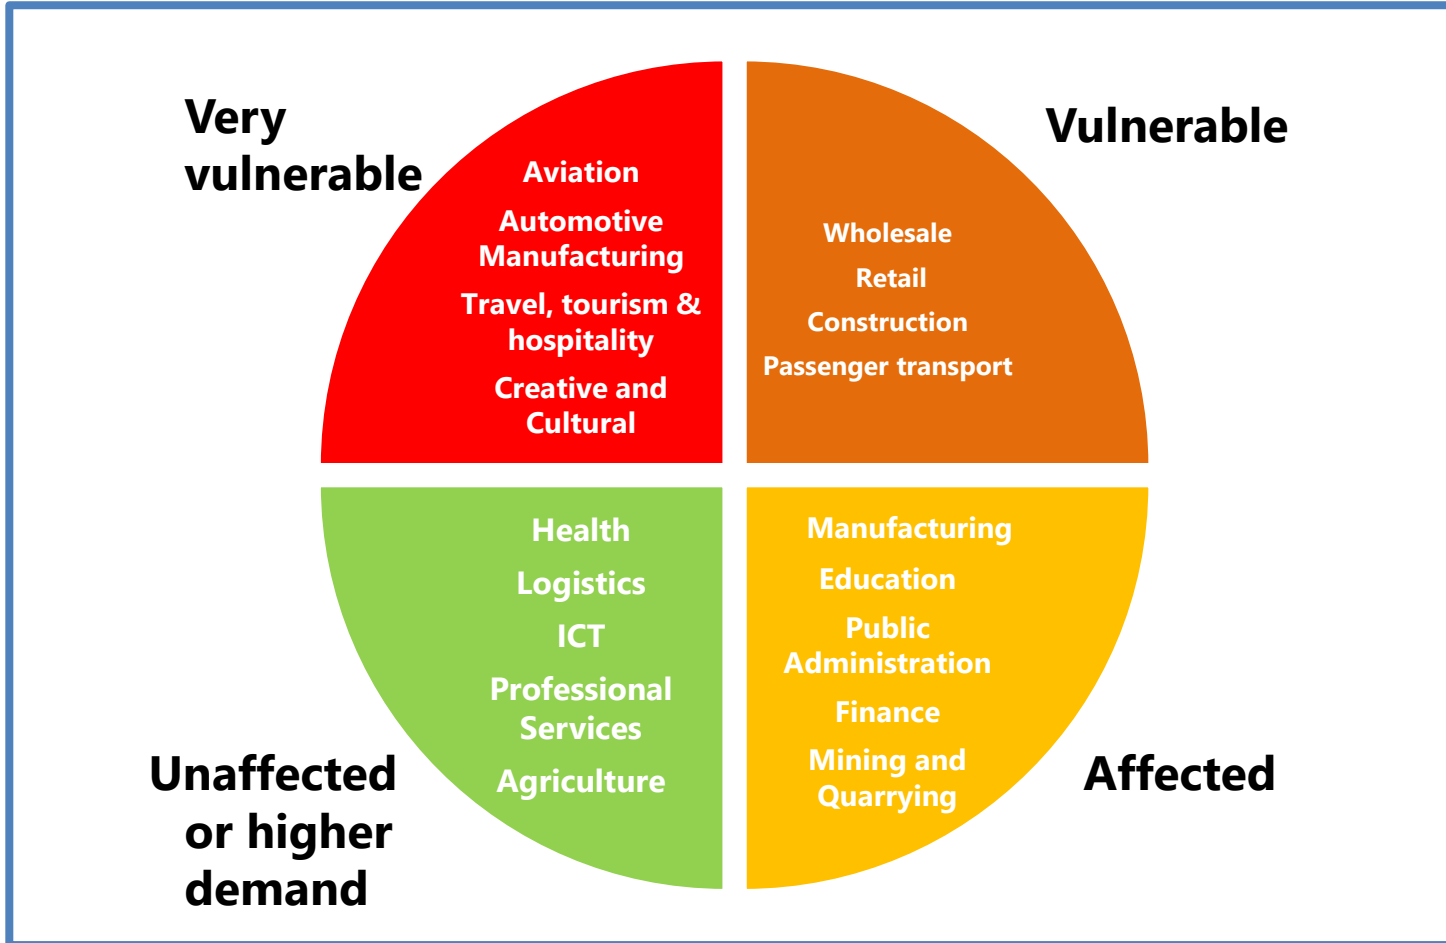 Very
vulnerable
Aviation
Automotive
Manufacturing
Travel, tourism &
hospitality
Creative and
Cultural
Vulnerable
Wholesale
Retail
Construction
Passenger transport
Unaffected
or higher
demand
Health
Logistics
ICT
Professional
Services
Agriculture
Affected
Manufacturing
Education
Public
Administration
Finance
Mining and
Quarrying